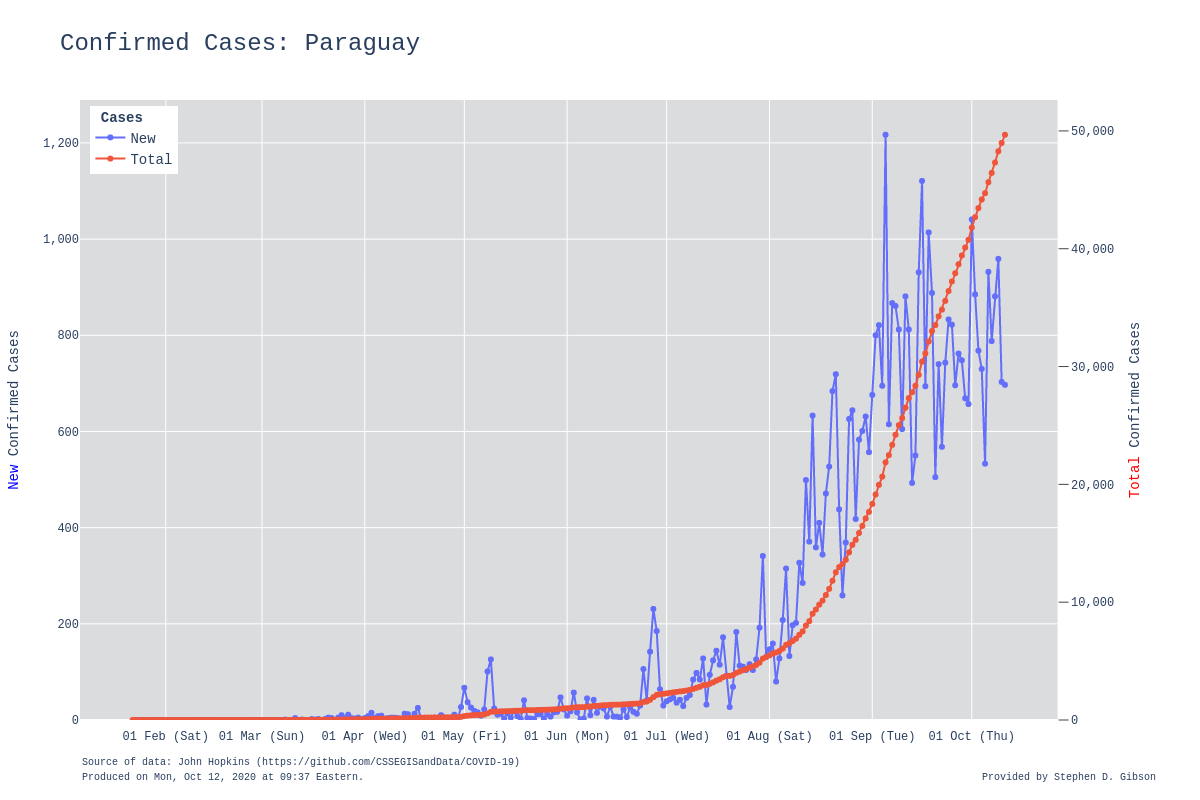 Confirmed Cases: Paraguay
Cases
New
Total
1,200
1,000
800
600
400
200
0
50,000
40,000
30,000
20,000
10,000
0
New Confirmed Cases
Total Confirmed Cases
01 Feb (Sat) 01 Mar (Sun) 01 Apr (Wed) 01 May (Fri) 01 Jun (Mon) 01 Jul (Wed) 01 Aug (Sat) 01 Sep (Tue) 01 Oct (Thu)
Source of data: John Hopkins (https://github.com/CSSEGISandData/COVID-19)
Produced on Mon, Oct 12, 2020 at 09:37 Eastern.
Provided by Stephen D. Gibson